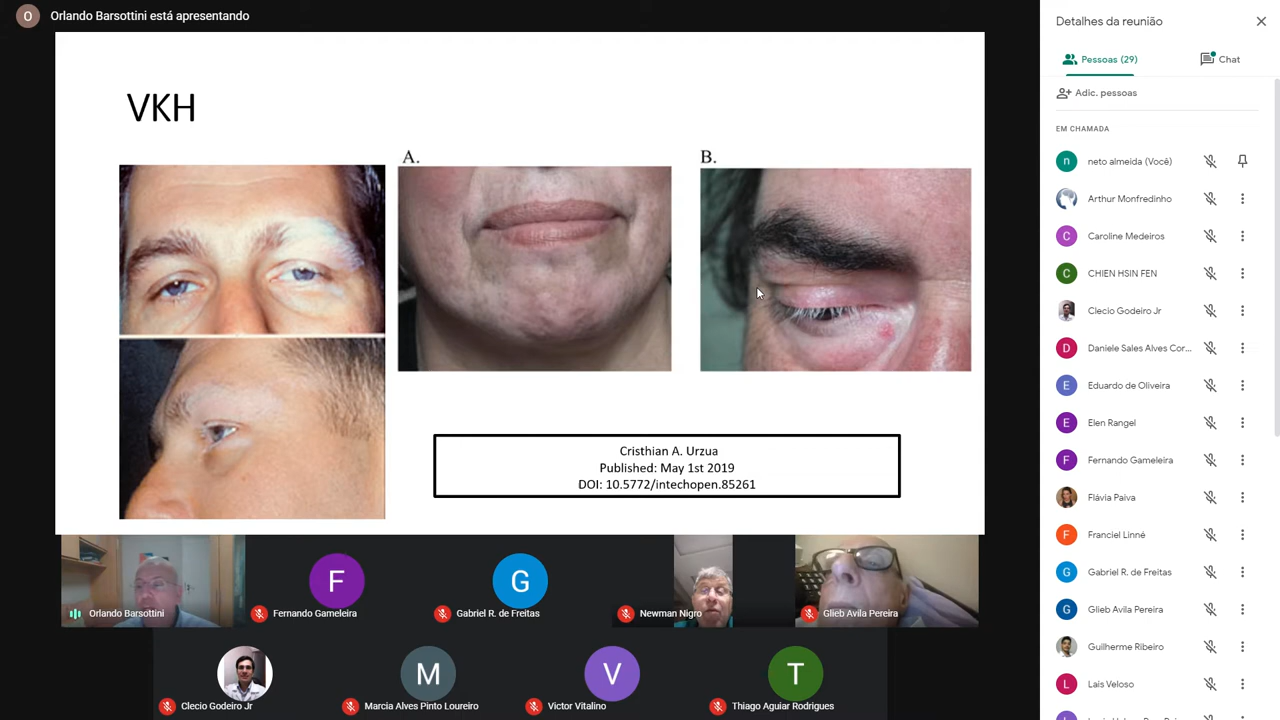 O
Orlando Barsottini está apresentando
VKH
A.
B.
Cristhian A. Urzua
Published: May 1st 2019
DOI: 10.5772/intechopen.85261
Orlando Barsottini
F
Fernando Gameleira
G
Gabriel R. de Freitas
Newman Nigro
Glieb Avila Pereira
Clecio Godeiro Jr
M
Marcia Alves Pinto Loureiro
V
Victor Vitalino
T
Thiago Aguiar Rodrigues
Detalhes da reunião
Pessoas (29)
Chat
Adic. pessoas
EM CHAMADA
n
neto almeida (Você)
Arthur Monfredinho
C
Caroline Medeiros
C
CHIEN HSIN FEN
Clecio Godeiro Jr
D
Daniele Sales Alves Cor...
E
Eduardo de Oliveira
E
Elen Rangel
F
Fernando Gameleira
Flávia Paiva
F
Franciel Linné
G
Gabriel R. de Freitas
G
Glieb Avila Pereira
Guilherme Ribeiro
L
Laís Veloso